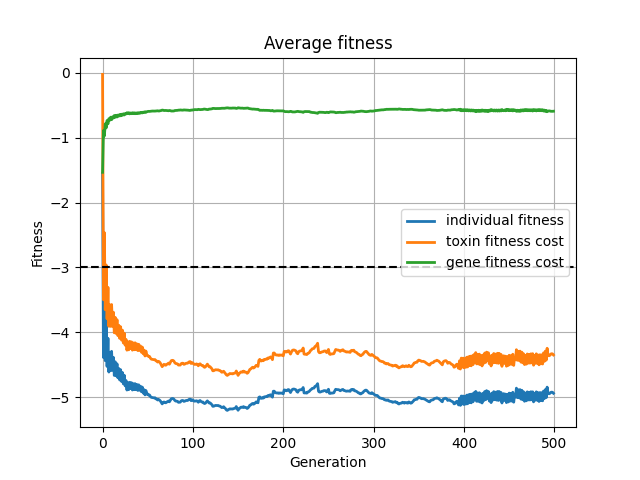 Average fitness
0
−1
−2
−3
−4
−5
Fitness
individual fitness
toxin fitness cost
gene fitness cost
0 100 200 300 400 500
Generation